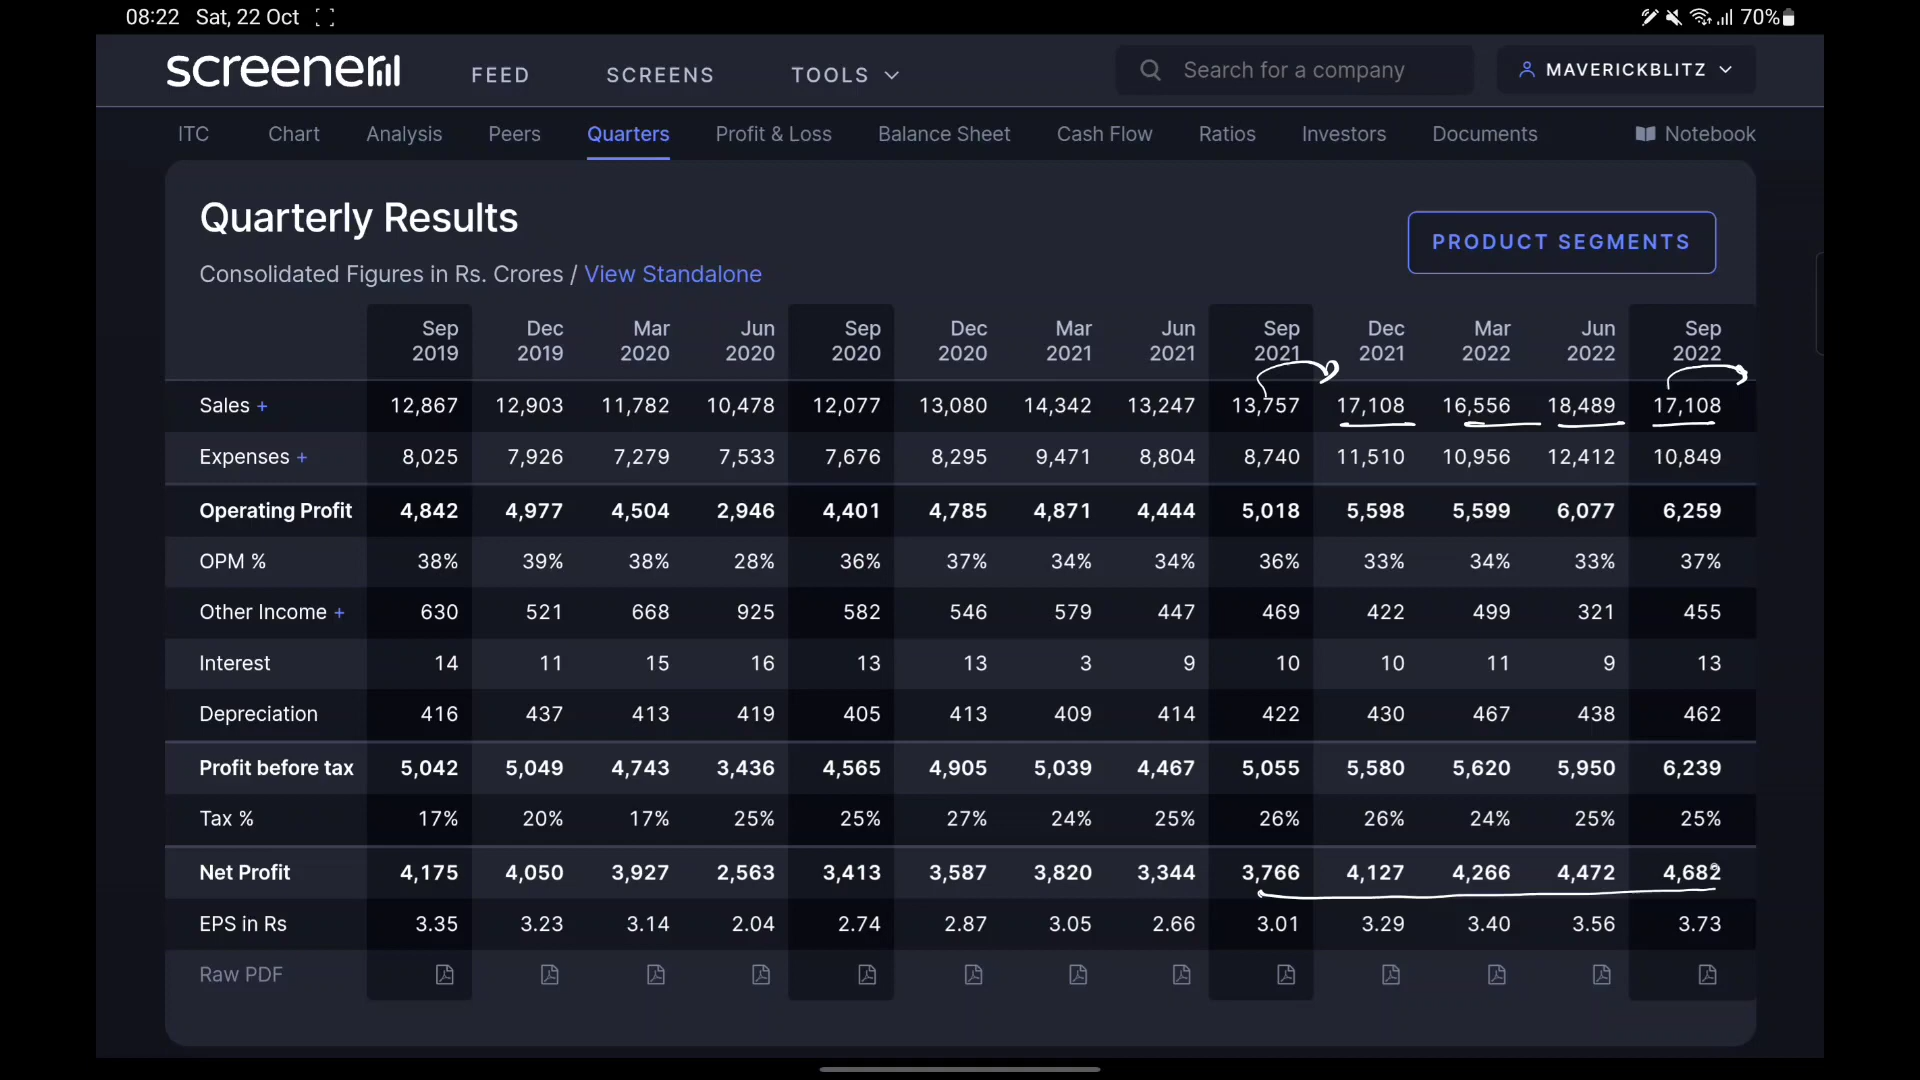 08:22 Sat, 22 Oct 70%
screener FEED SCREENS TOOLS Search for a company MAVERICKBLITZ
ITC Chart Analysis Peers Quarters Profit & Loss Balance Sheet Cash Flow Ratios Investors Documents Notebook
Quarterly Results
PRODUCT SEGMENTS
Consolidated Figures in Rs. Crores / View Standalone
Sep Dec Mar Jun Sep Dec Mar Jun Sep Dec Mar Jun Sep
2019 2019 2020 2020 2020 2020 2021 2021 2021 2021 2022 2022 2022
Sales + 12,867 12,903 11,782 10,478 12,077 13,080 14,342 13,247 13,757 17,108 16,556 18,489 17,108
Expenses + 8,025 7,926 7,279 7,533 7,676 8,295 9,471 8,804 8,740 11,510 10,956 12,412 10,849
Operating Profit 4,842 4,977 4,504 2,946 4,401 4,785 4,871 4,444 5,018 5,598 5,599 6,077 6,259
OPM % 38% 39% 38% 28% 36% 37% 34% 34% 36% 33% 34% 33% 37%
Other Income + 630 521 668 925 582 546 579 447 469 422 499 321 455
Interest 14 11 15 16 13 13 3 9 10 10 11 9 13
Depreciation 416 437 413 419 405 413 409 414 422 430 467 438 462
Profit before tax 5,042 5,049 4,743 3,436 4,565 4,905 5,039 4,467 5,055 5,580 5,620 5,950 6,239
Tax % 17% 20% 17% 25% 25% 27% 24% 25% 26% 26% 24% 25% 25%
Net Profit 4,175 4,050 3,927 2,563 3,413 3,587 3,820 3,344 3,766 4,127 4,266 4,472 4,682
EPS in Rs 3.35 3.23 3.14 2.04 2.74 2.87 3.05 2.66 3.01 3.29 3.40 3.56 3.73
Raw PDF